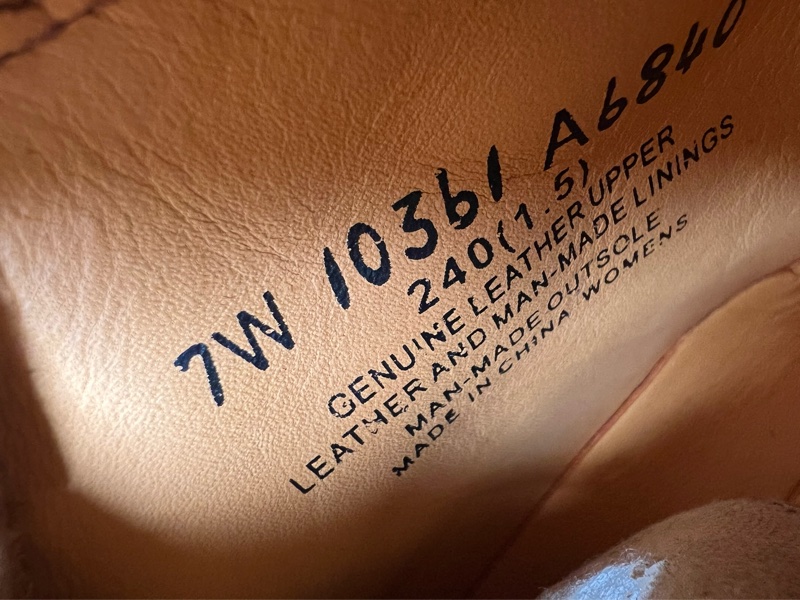 7W 10361 A6840
240(1.5)
GENUINE LEATHER UPPER
LEATHER AND MAN-MADE LININGS
MAN-MADE OUTSOLE
MADE IN CHINA WOMENS